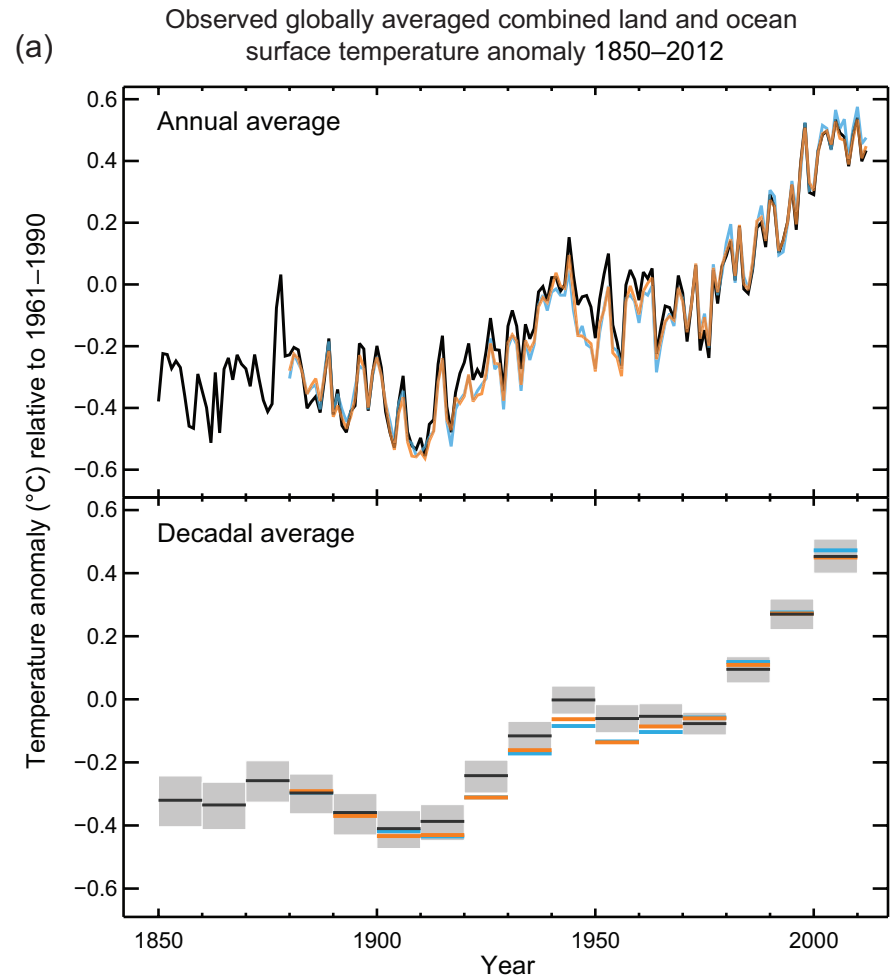 (a)
Observed globally averaged combined land and ocean
surface temperature anomaly 1850–2012
Temperature anomaly (°C) relative to 1961–1990
Annual average
0.6
0.4
0.2
0.0
−0.2
−0.4
−0.6
Decadal average
0.6
0.4
0.2
0.0
−0.2
−0.4
−0.6
1850
1900
1950
2000
Year